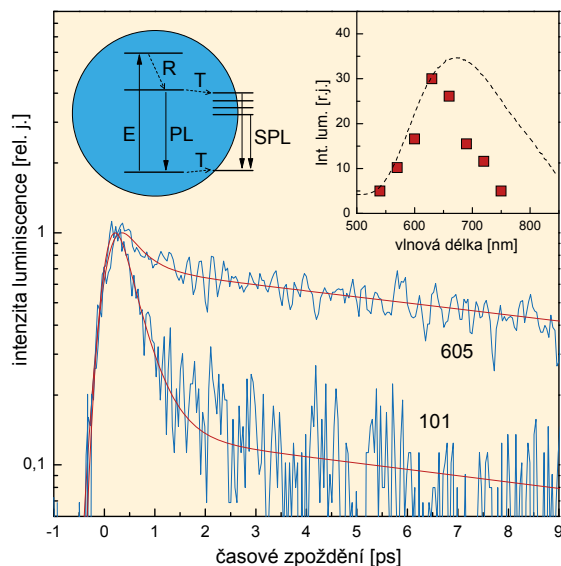 intenzita luminiscence [rel. j.]
1
0,1
-1 0 1 2 3 4 5 6 7 8 9
časové zpoždění [ps]
605
101
R
T
E
PL
T
SPL
Int. lum. [r.j.]
40
30
20
10
0
500 600 700 800
vlnová délka [nm]